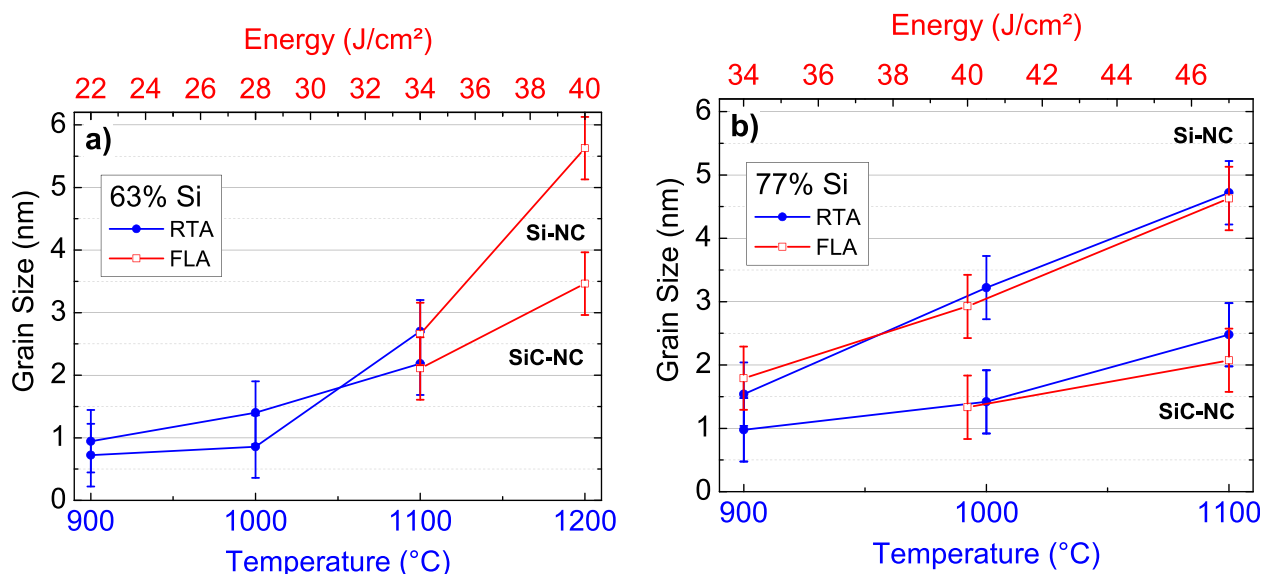 Energy (J/cm²)
22 24 26 28 30 32 34 36 38 40
a)
63% Si
RTA
FLA
Si-NC
SiC-NC
Grain Size (nm)
6
5
4
3
2
1
0
900 1000 1100 1200
Temperature (°C)
Energy (J/cm²)
34 36 38 40 42 44 46
b)
77% Si
RTA
FLA
Si-NC
SiC-NC
Grain Size (nm)
6
5
4
3
2
1
0
900 1000 1100
Temperature (°C)